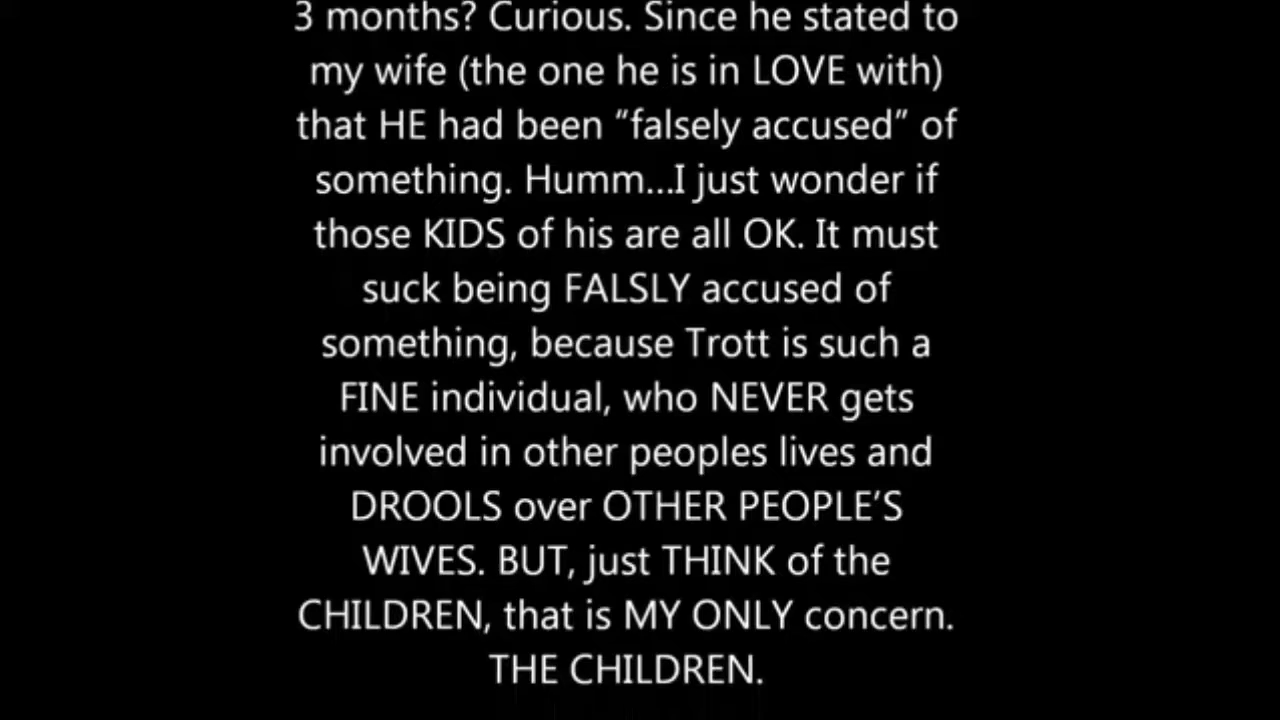 3 months? Curious. Since he stated to
my wife (the one he is in LOVE with)
that HE had been “falsely accused” of
something. Humm...I just wonder if
those KIDS of his are all OK. It must
suck being FALSLY accused of
something, because Trott is such a
FINE individual, who NEVER gets
involved in other peoples lives and
DROOLS over OTHER PEOPLE’S
WIVES. BUT, just THINK of the
CHILDREN, that is MY ONLY concern.
THE CHILDREN.